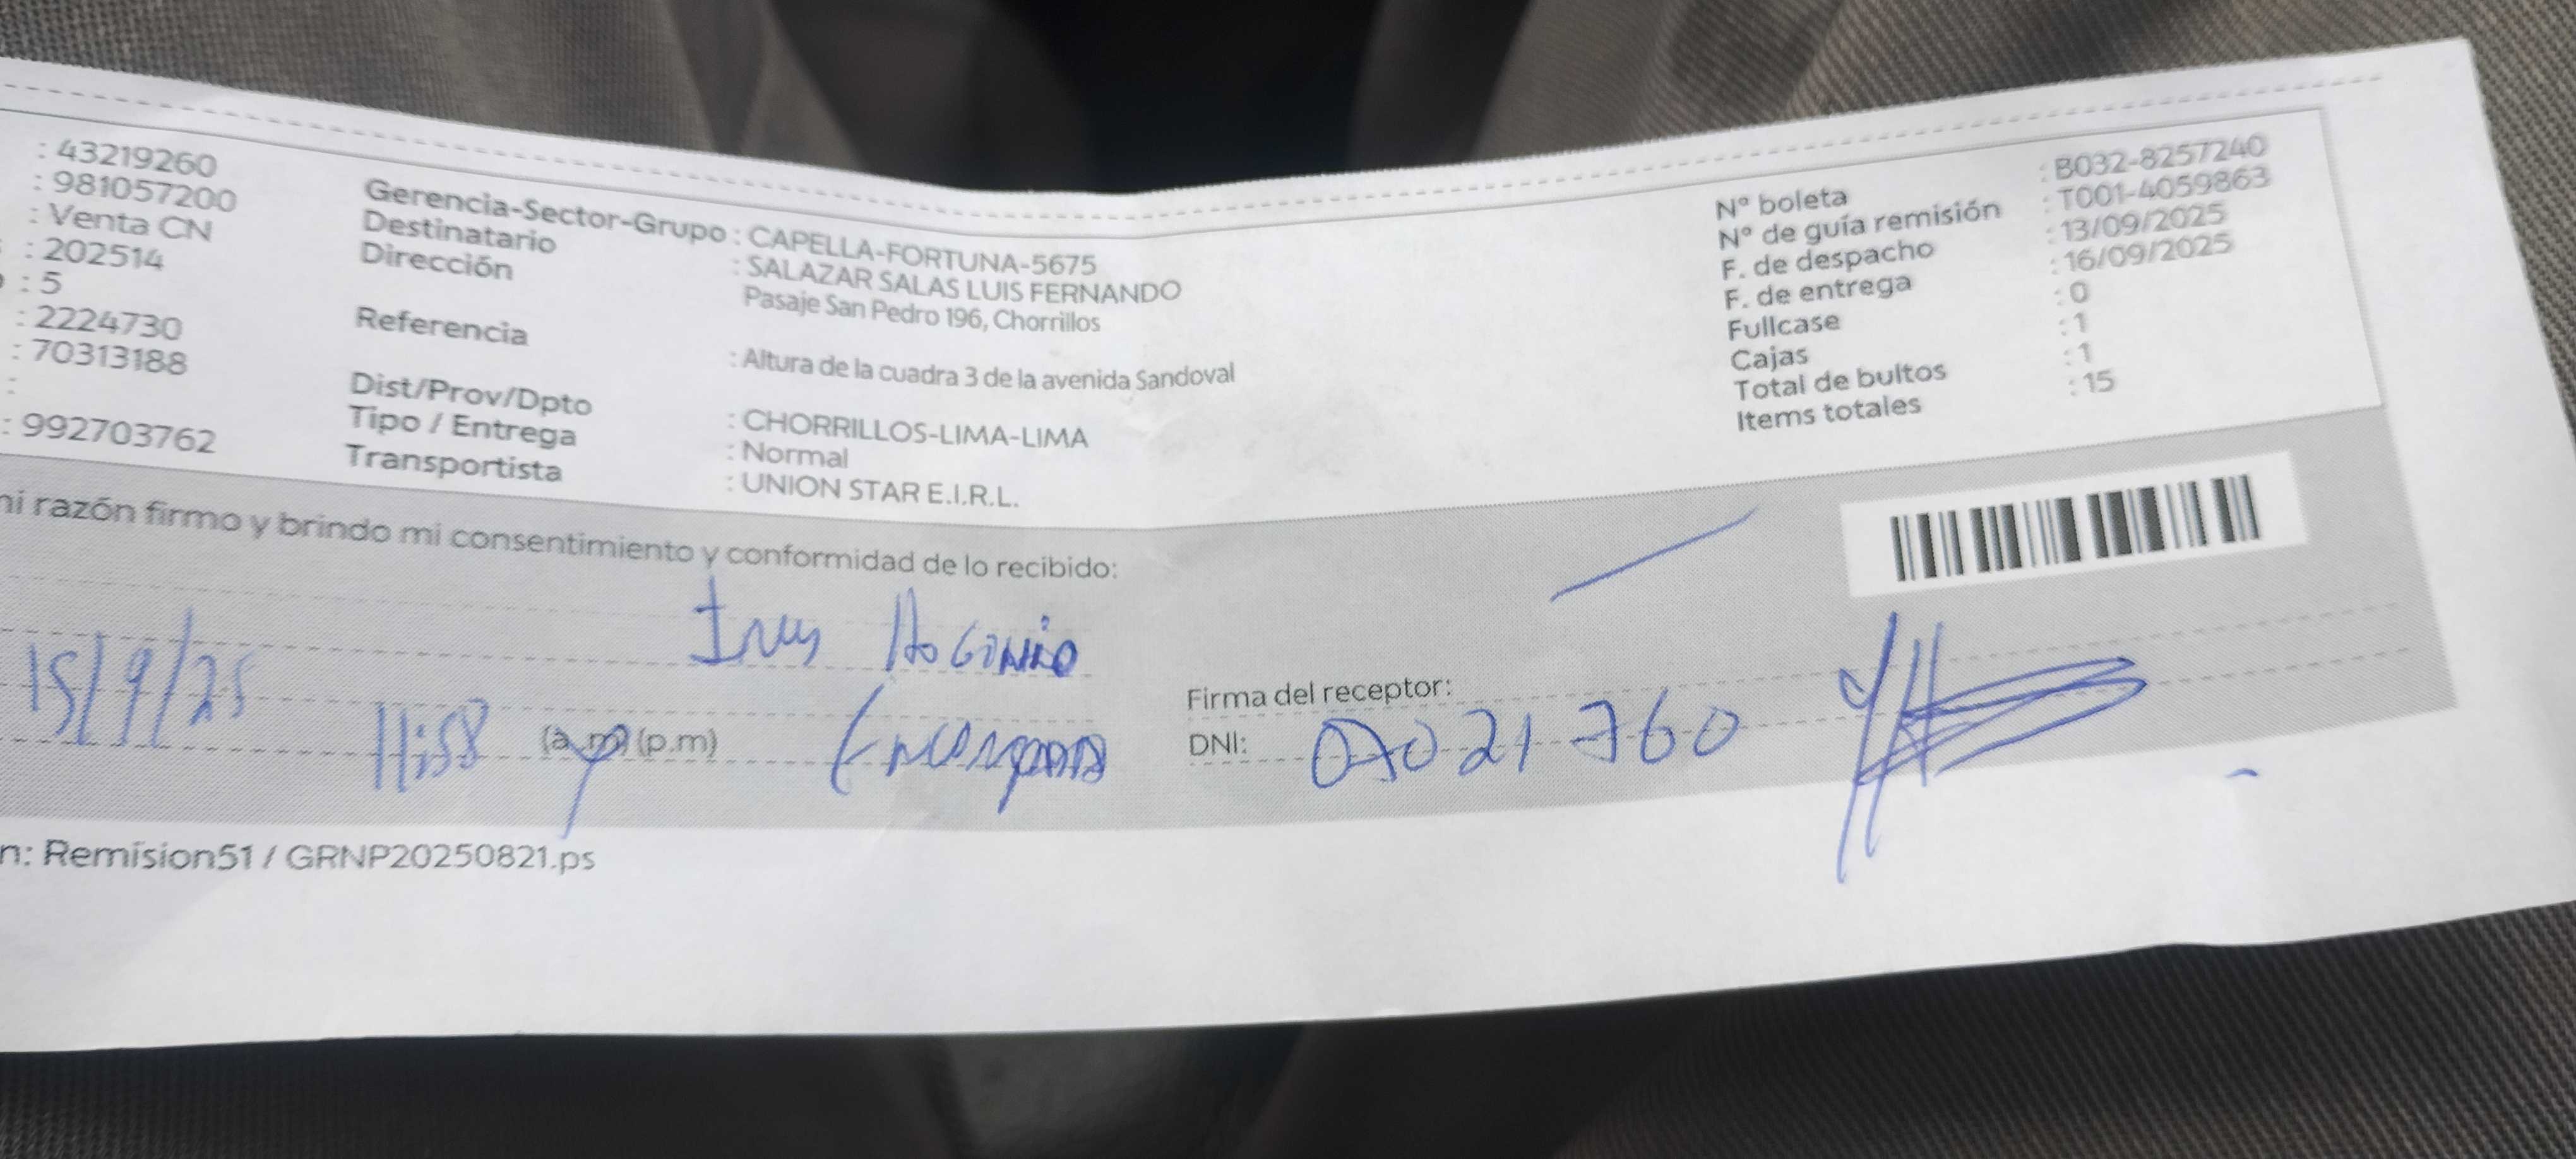 : 43219260
: 981057200
: Venta CN
: 202514
: 5
: 2224730
: 70313188
:
: 992703762
Gerencia-Sector-Grupo : CAPELLA-FORTUNA-5675
Destinatario : SALAZAR SALAS LUIS FERNANDO
Dirección Pasaje San Pedro 196, Chorrillos
Referencia : Altura de la cuadra 3 de la avenida Sandoval
Dist/Prov/Dpto : CHORRILLOS-LIMA-LIMA
Tipo / Entrega : Normal
Transportista : UNION STAR E.I.R.L.
N° boleta : B032-8257240
N° de guía remisión : T001-4059863
F. de despacho : 13/09/2025
F. de entrega : 16/09/2025
Fullcase : 0
Cajas : 1
Total de bultos : 1
Items totales : 15
razón firmo y brindo mi consentimiento y conformidad de lo recibido:
15/9/25
11:58 (a.m) (p.m)
Firma del receptor:
DNI: 07021760
n: Remision51 / GRNP20250821.ps